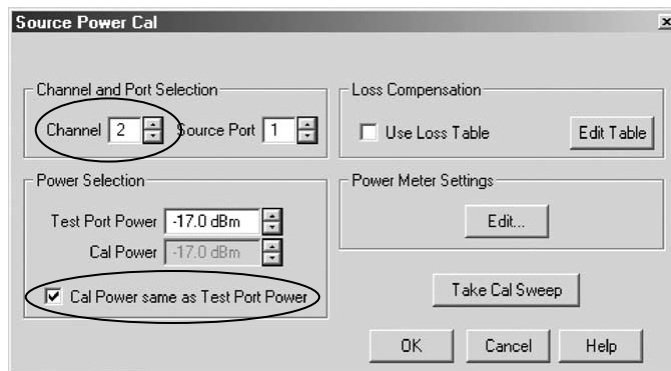 Source Power Cal
Channel and Port Selection
Channel 2 Source Port 1
Loss Compensation
Use Loss Table Edit Table
Power Selection
Test Port Power -17.0 dBm
Cal Power -17.0 dBm
Cal Power same as Test Port Power
Power Meter Settings
Edit...
Take Cal Sweep
OK Cancel Help